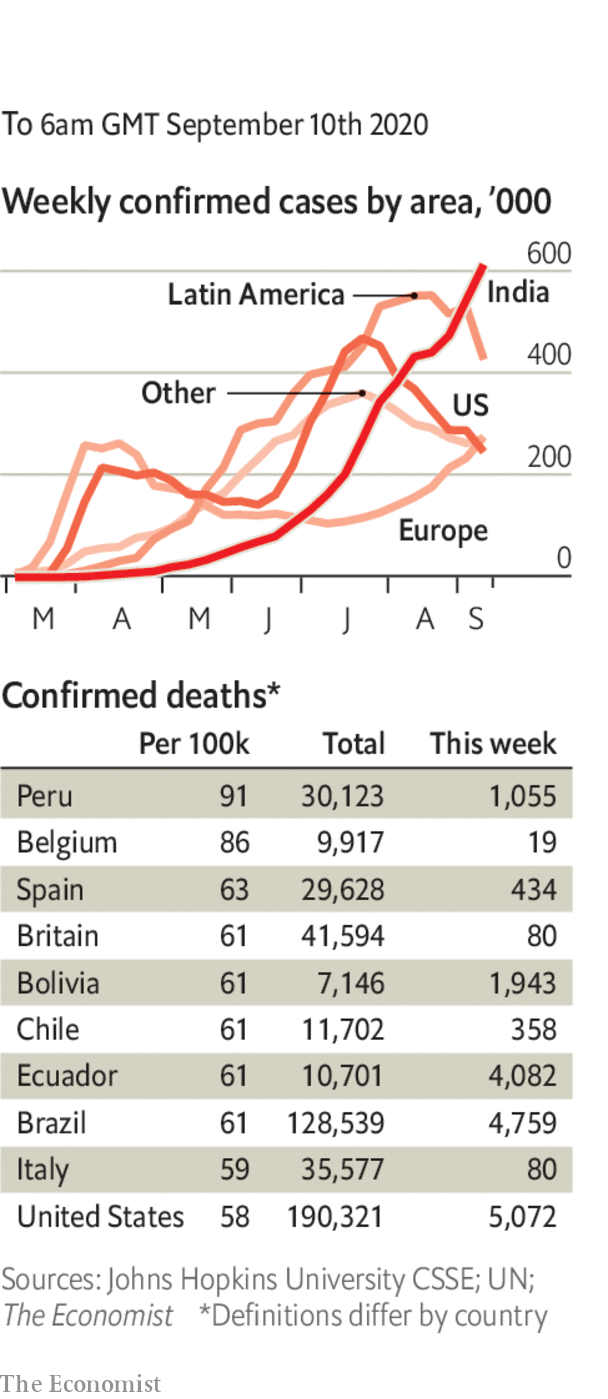 To 6am GMT September 10th 2020
Weekly confirmed cases by area, ’000
600
Latin America
India
400
Other
US
200
Europe
0
M A M J J A S
Confirmed deaths*
Per 100k Total This week
Peru 91 30,123 1,055
Belgium 86 9,917 19
Spain 63 29,628 434
Britain 61 41,594 80
Bolivia 61 7,146 1,943
Chile 61 11,702 358
Ecuador 61 10,701 4,082
Brazil 61 128,539 4,759
Italy 59 35,577 80
United States 58 190,321 5,072
Sources: Johns Hopkins University CSSE; UN;
The Economist *Definitions differ by country
The Economist